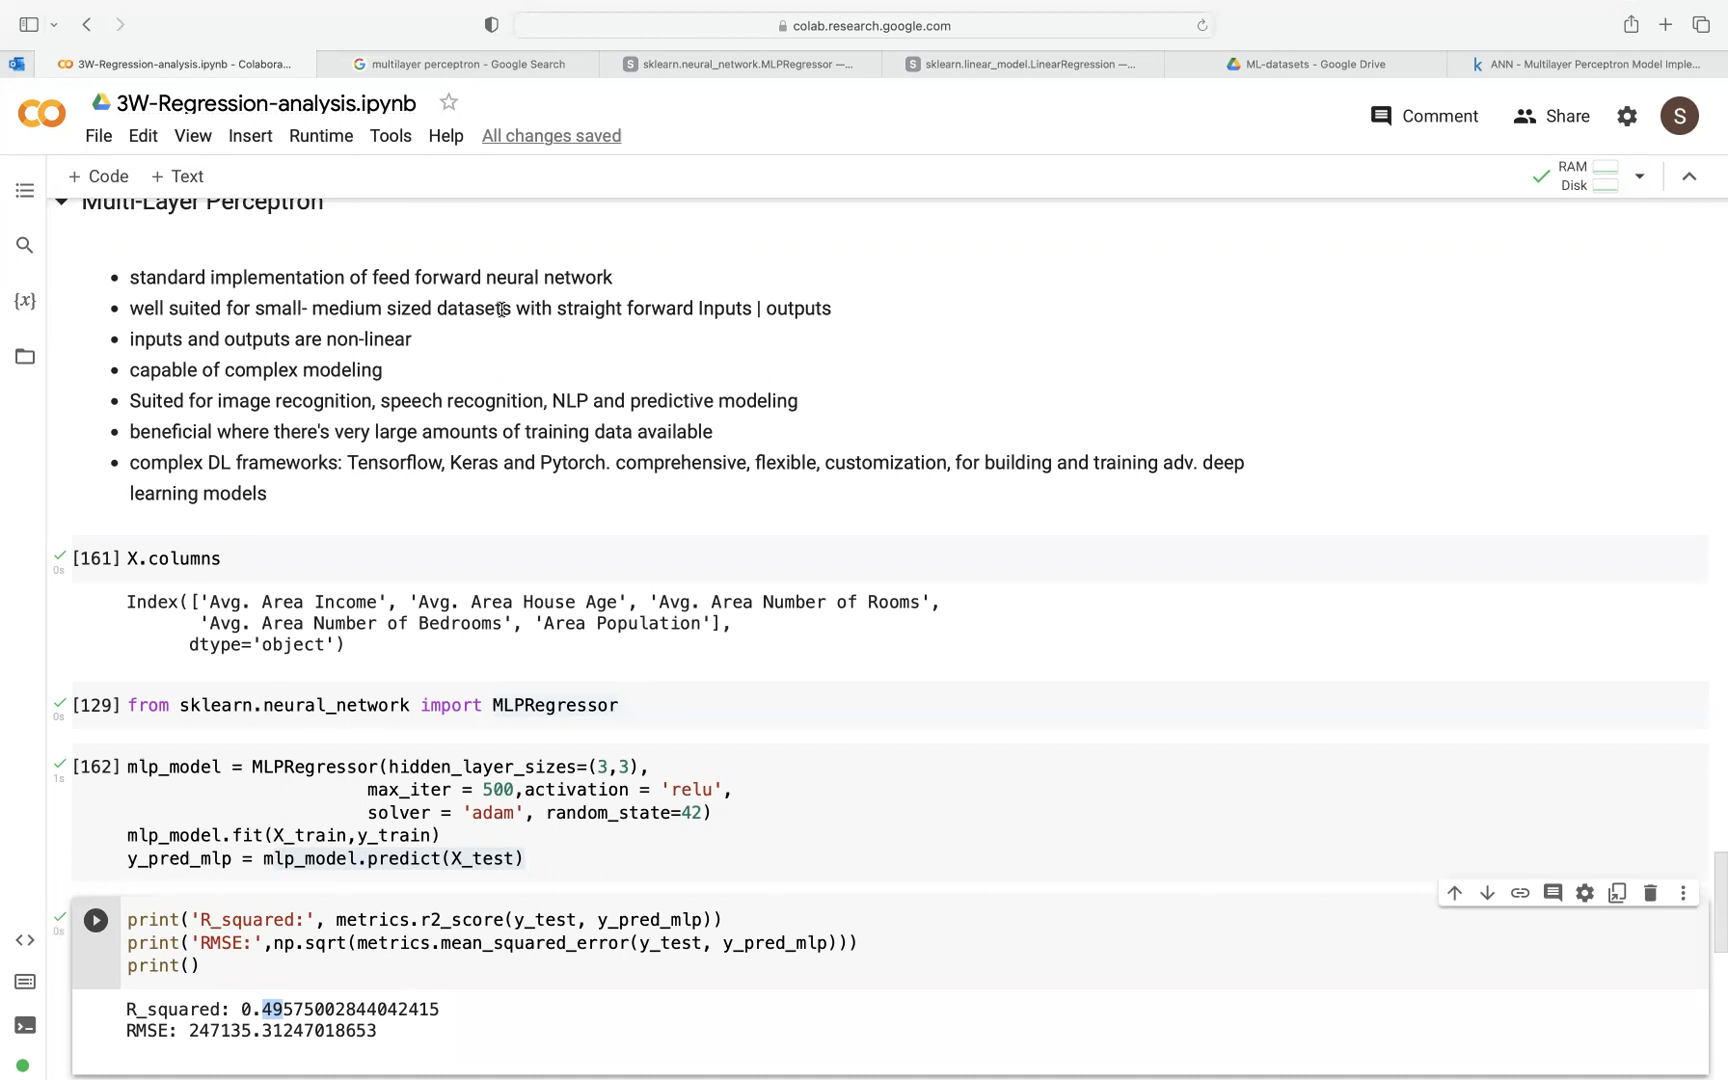 colab.research.google.com
3W-Regression-analysis.ipynb - Colabora...
multilayer perceptron - Google Search
sklearn.neural_network.MLPRegressor —...
sklearn.linear_model.LinearRegression —...
ML-datasets - Google Drive
ANN - Multilayer Perceptron Model Imple...
3W-Regression-analysis.ipynb
Comment
Share
S
File Edit View Insert Runtime Tools Help All changes saved
+ Code + Text
RAM
Disk
Multi-Layer Perceptron
• standard implementation of feed forward neural network
• well suited for small- medium sized datasets with straight forward Inputs | outputs
• inputs and outputs are non-linear
• capable of complex modeling
• Suited for image recognition, speech recognition, NLP and predictive modeling
• beneficial where there's very large amounts of training data available
• complex DL frameworks: Tensorflow, Keras and Pytorch. comprehensive, flexible, customization, for building and training adv. deep
learning models
[161] X.columns
0s
Index(['Avg. Area Income', 'Avg. Area House Age', 'Avg. Area Number of Rooms',
'Avg. Area Number of Bedrooms', 'Area Population'],
dtype='object')
[129] from sklearn.neural_network import MLPRegressor
0s
[162] mlp_model = MLPRegressor(hidden_layer_sizes=(3,3),
1s
max_iter = 500,activation = 'relu',
solver = 'adam', random_state=42)
mlp_model.fit(X_train,y_train)
y_pred_mlp = mlp_model.predict(X_test)
print('R_squared:', metrics.r2_score(y_test, y_pred_mlp))
0s
print('RMSE:',np.sqrt(metrics.mean_squared_error(y_test, y_pred_mlp)))
print()
R_squared: 0.49575002844042415
RMSE: 247135.31247018653